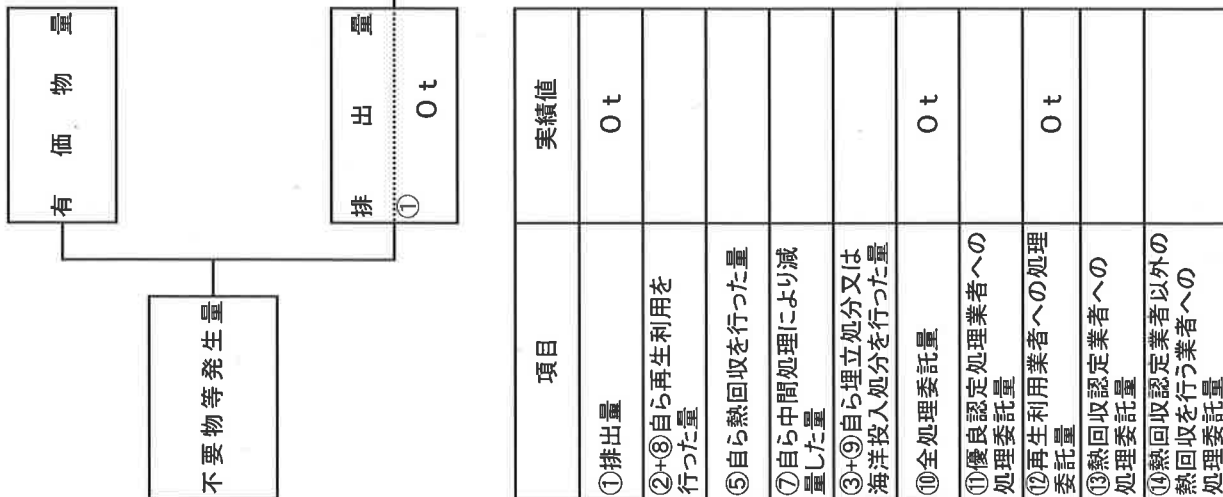 有価物量
不要物等発生量
排出量
①
0 t
項目
実績値
①排出量
0 t
②+⑧自ら再生利用を
行った量
⑤自ら熱回収を行った量
⑦自ら中間処理により減
量した量
③+⑨自ら埋立処分又は
海洋投入処分を行った量
⑩全処理委託量
0 t
⑪優良認定処理業者への
処理委託量
⑫再生利用業者への処理
委託量
0 t
⑬熱回収認定業者への
処理委託量
⑭熱回収認定業者以外の
熱回収を行う業者への
処理委託量